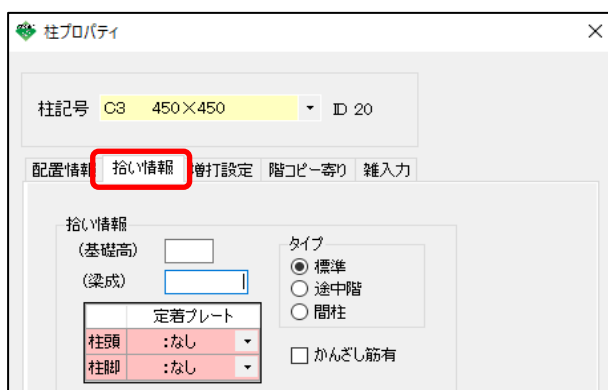 柱プロパティ
柱記号 C3 450×450 ID 20
配置情報 拾い情報 増打設定 階コピー寄り 雑入力
拾い情報
(基礎高)
(梁成)
タイプ
標準
途中階
間柱
定着プレート
柱頭 :なし
柱脚 :なし
かんざし筋有